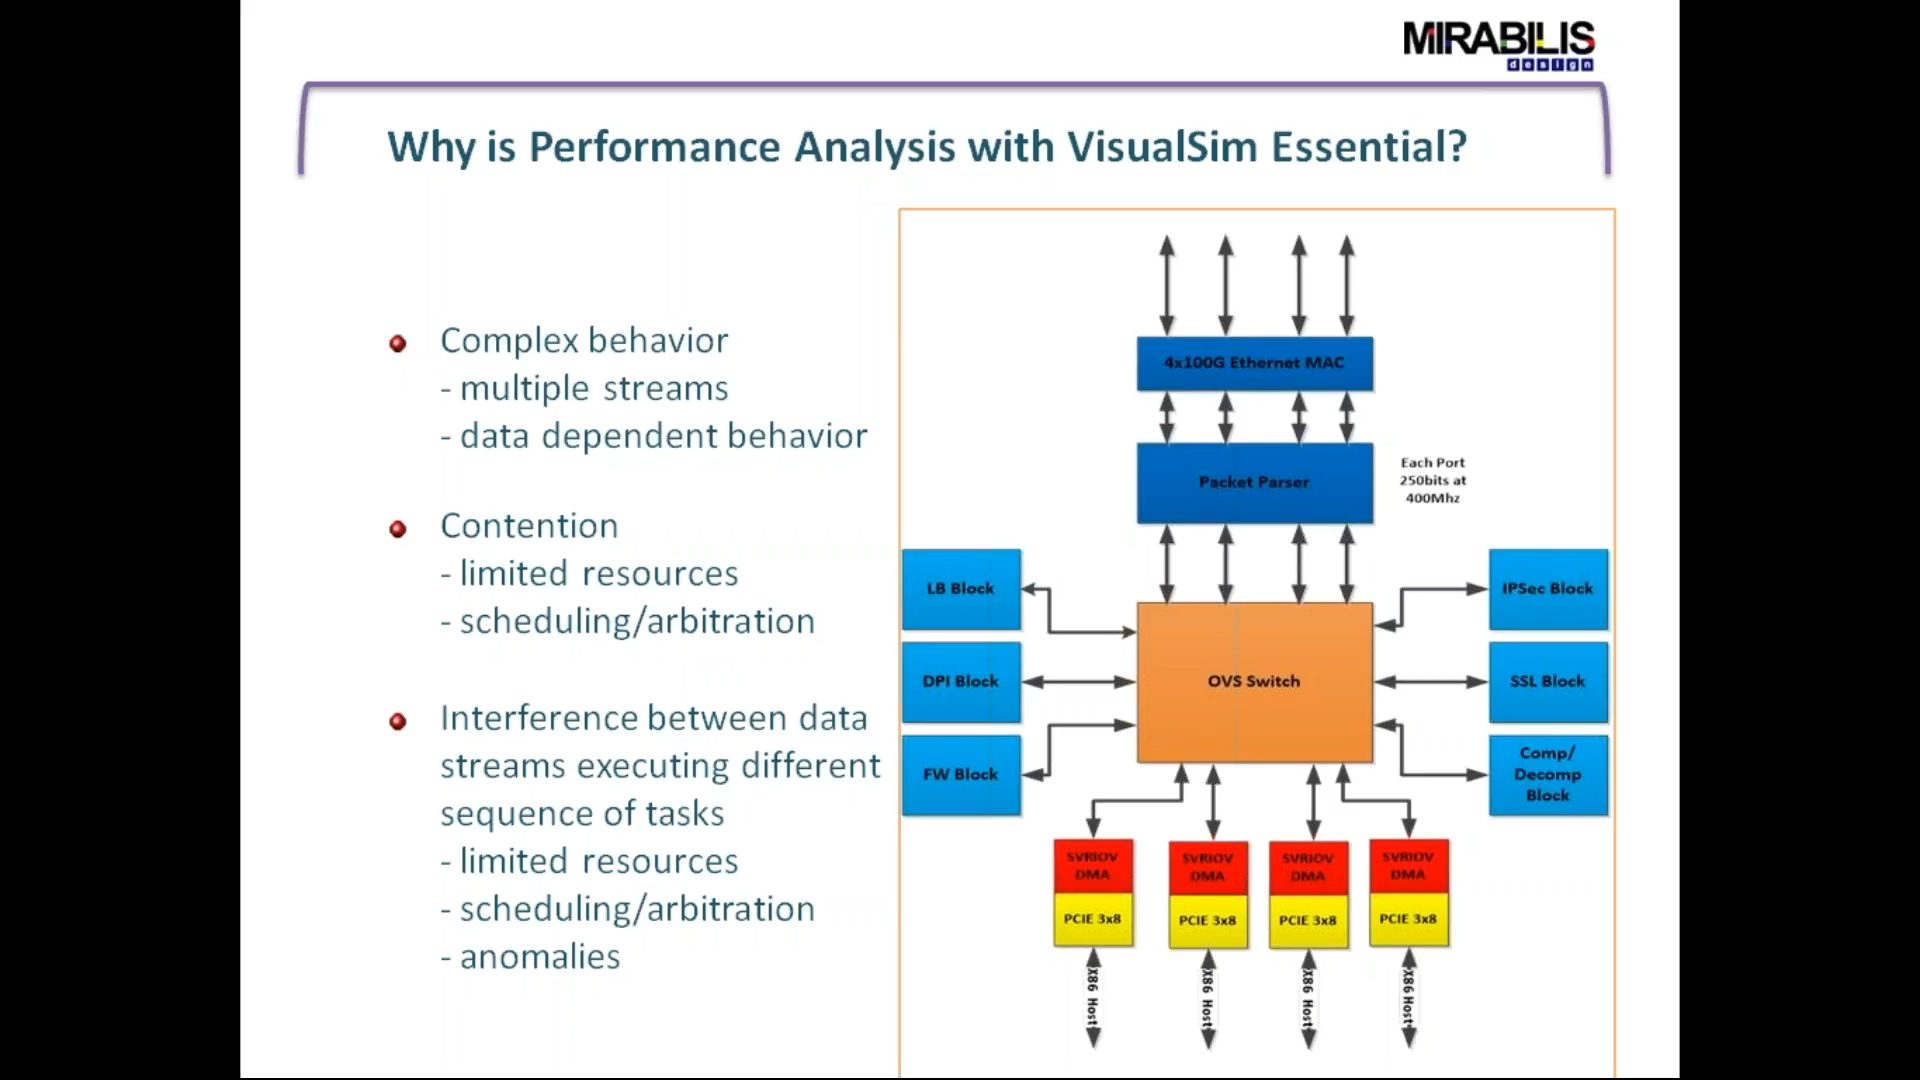 MIRABILIS
design
Why is Performance Analysis with VisualSim Essential?
Complex behavior
- multiple streams
- data dependent behavior
Contention
- limited resources
- scheduling/arbitration
Interference between data
streams executing different
sequence of tasks
- limited resources
- scheduling/arbitration
- anomalies
4x100G Ethernet MAC
Packet Parser
Each Port
250bits at
400Mhz
LB Block
DPI Block
FW Block
OVS Switch
IPSec Block
SSL Block
Comp/
Decomp
Block
SVRIOV
DMA
PCIE 3x8
X86 Host
SVRIOV
DMA
PCIE 3x8
X86 Host
SVRIOV
DMA
PCIE 3x8
X86 Host
SVRIOV
DMA
PCIE 3x8
X86 Host